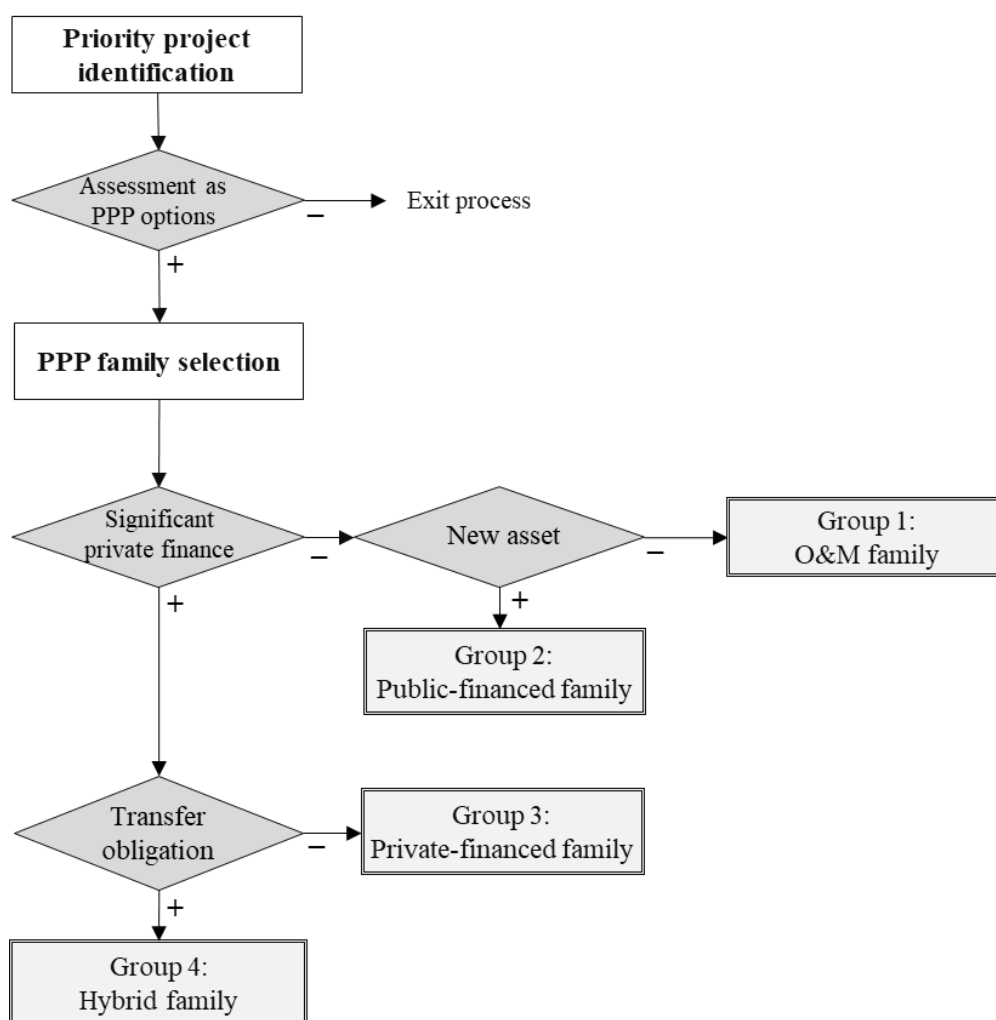 Priority project
identification
Assessment as
PPP options
–
Exit process
+
PPP family selection
Significant
private finance
–
New asset
–
Group 1:
O&M family
+
+
Group 2:
Public-financed family
Transfer
obligation
–
Group 3:
Private-financed family
+
Group 4:
Hybrid family